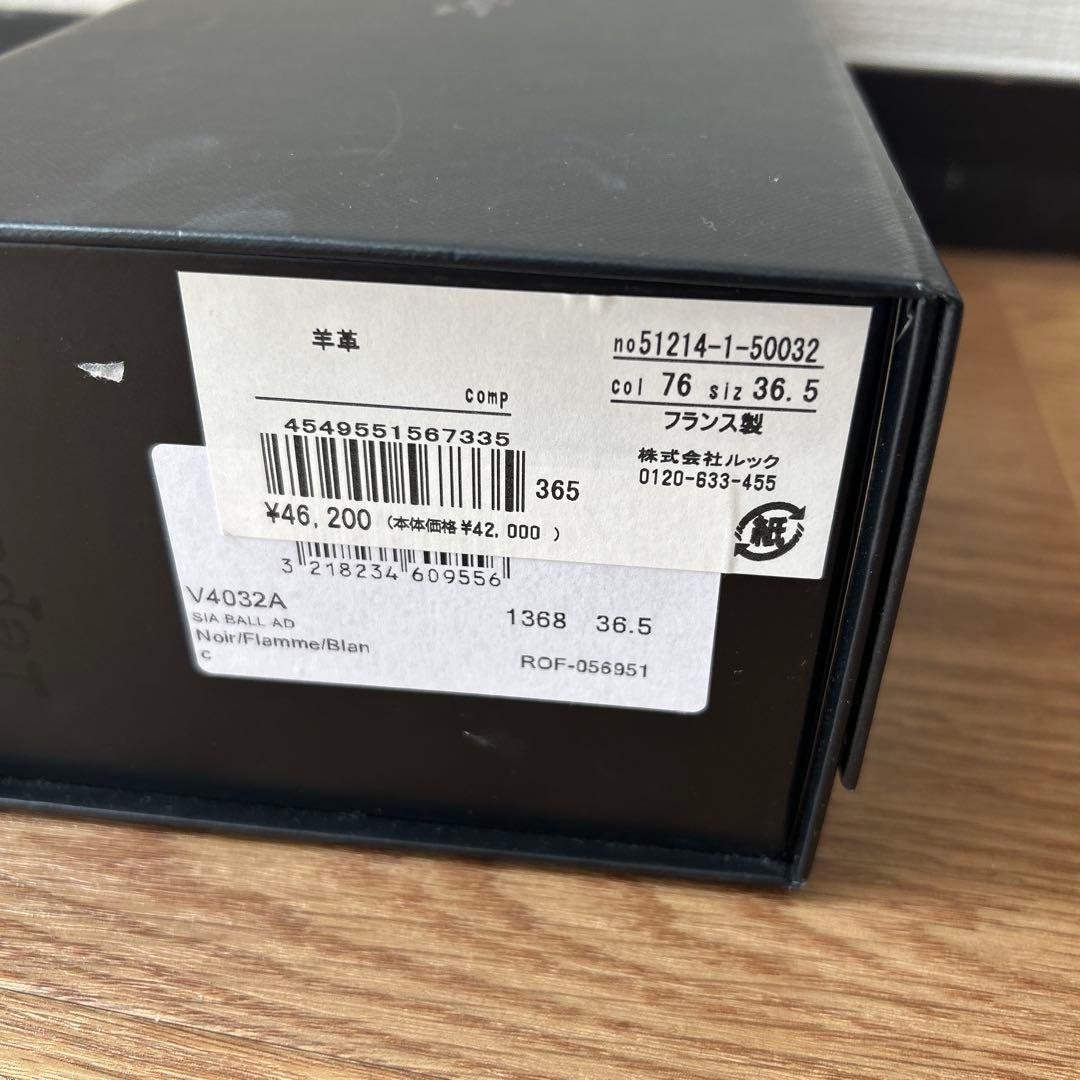 羊革
comp
no51214-1-50032
col 76 siz 36.5
フランス製
4549551567335
365
株式会社ルック
0120-633-455
¥46,200 (本体価格¥42,000 )
紙
3 218234 609556
V4032A
SIA BALL AD
1368 36.5
Noir/Flamme/Blan
c
ROF-056951